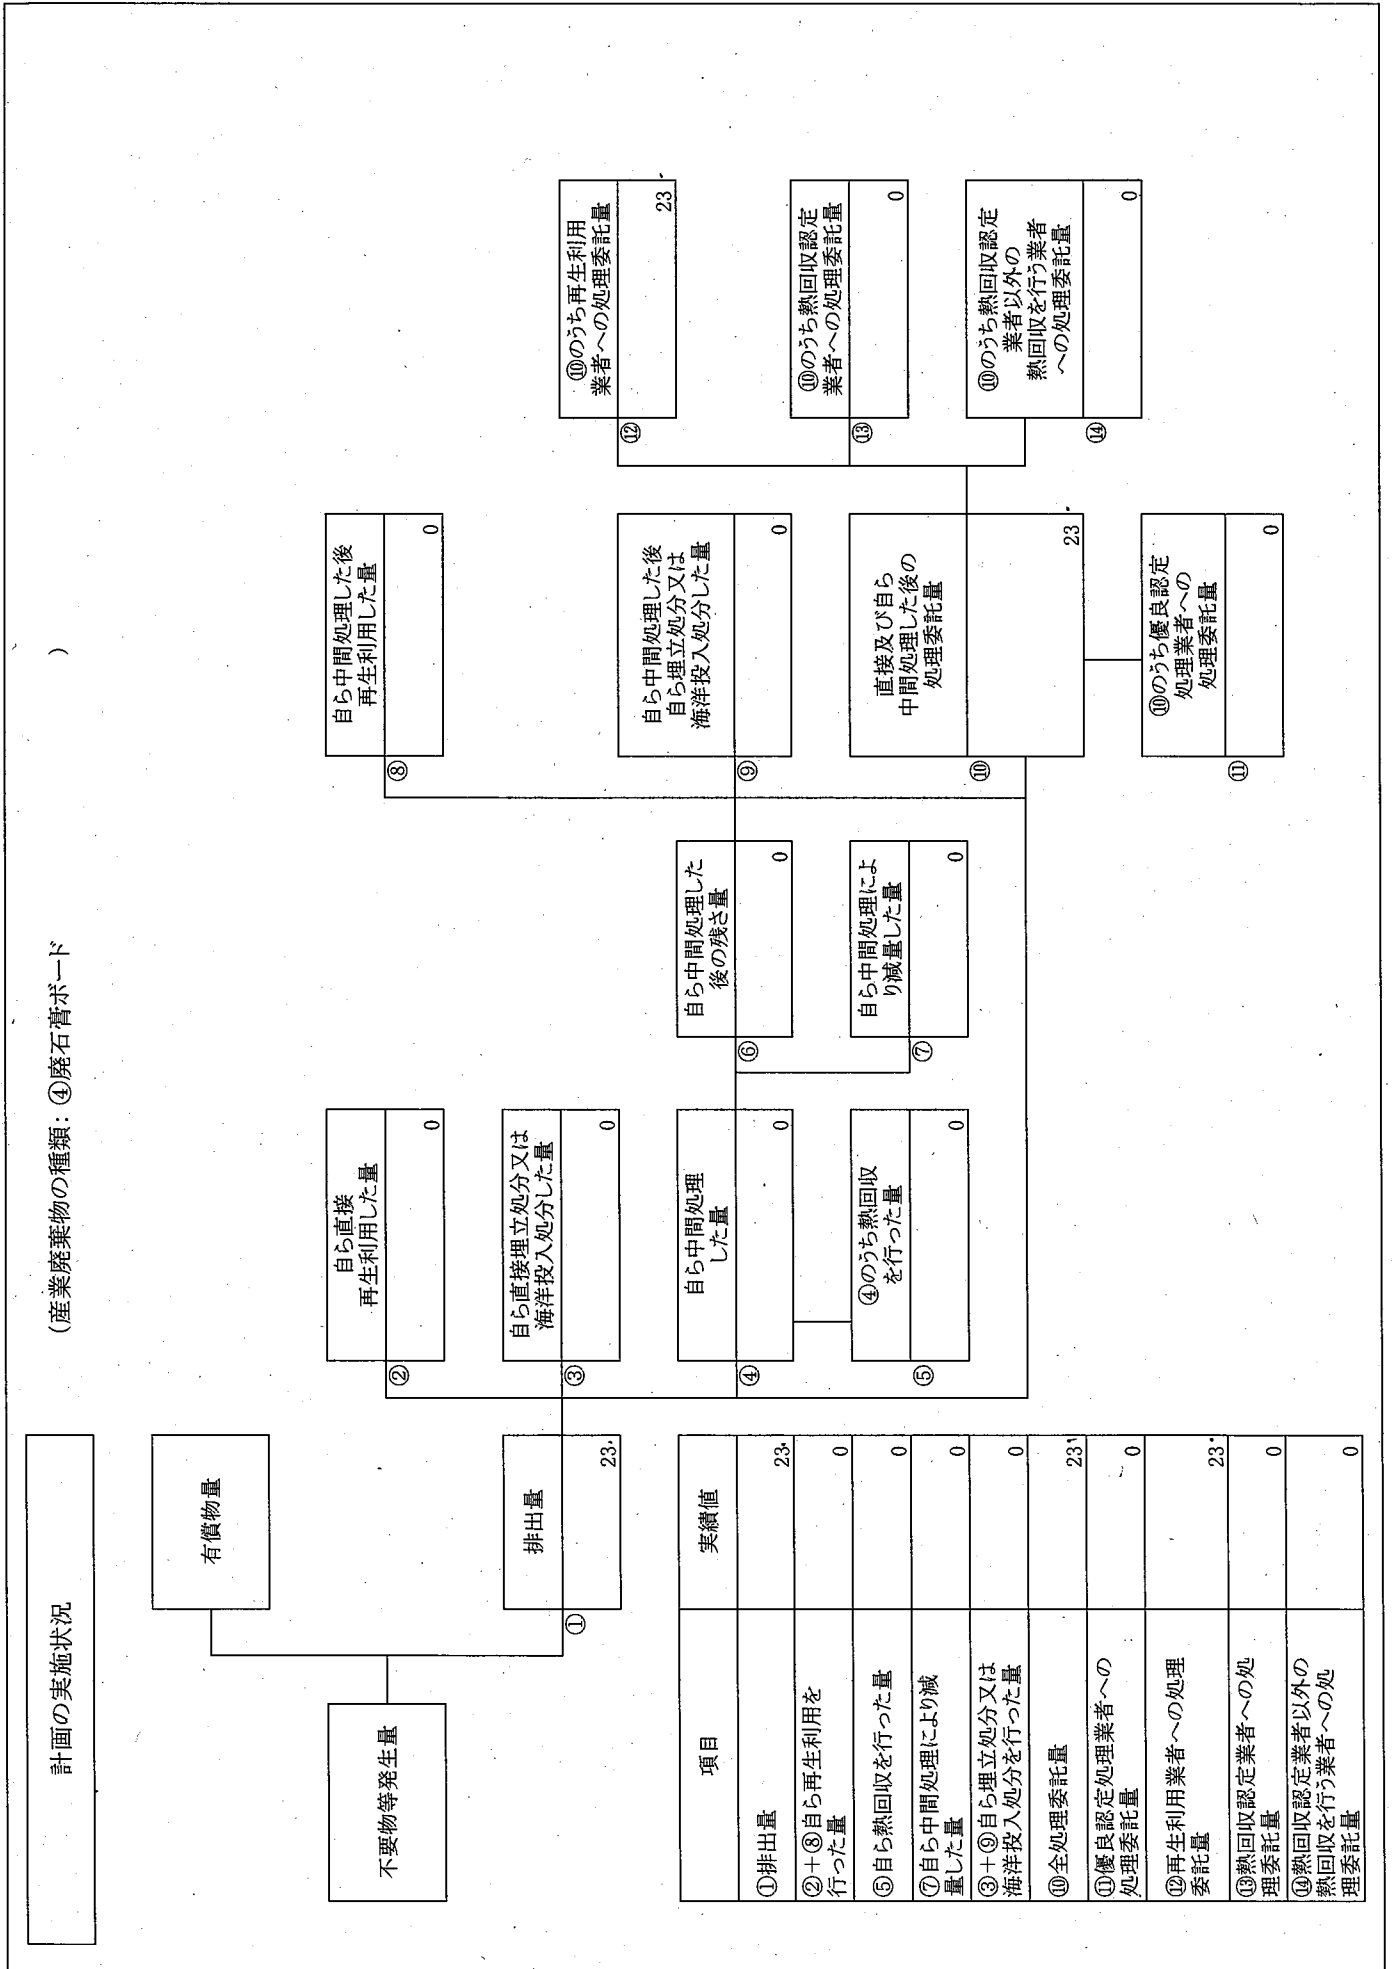 計画の実施状況
(産業廃棄物の種類：④廃石膏ボード
)
不要物等発生量
有償物量
①
排出量
23
②
自ら直接
再生利用した量
0
③
自ら直接埋立処分又は
海洋投入処分した量
0
④
自ら中間処理
した量
0
⑤
④のうち熱回収
を行った量
0
⑥
自ら中間処理した
後の残さ量
0
⑦
自ら中間処理によ
り減量した量
0
⑧
自ら中間処理した後
再生利用した量
0
⑨
自ら中間処理した後
自ら埋立処分又は
海洋投入処分した量
0
⑩
直接及び自ら
中間処理した後の
処理委託量
23
⑪
⑩のうち優良認定
処理業者への
処理委託量
0
⑫
⑩のうち再生利用
業者への処理委託量
23
⑬
⑩のうち熱回収認定
業者への処理委託量
0
⑭
⑩のうち熱回収認定
業者以外の
熱回収を行う業者
への処理委託量
0
項目 実績値
①排出量 23
②＋⑧自ら再生利用を
行った量 0
⑤自ら熱回収を行った量 0
⑦自ら中間処理により減
量した量 0
③＋⑨自ら埋立処分又は
海洋投入処分を行った量 0
⑩全処理委託量 23
⑪優良認定処理業者への
処理委託量 0
⑫再生利用業者への処理
委託量 23
⑬熱回収認定業者への処
理委託量 0
⑭熱回収認定業者以外の
熱回収を行う業者への処
理委託量 0